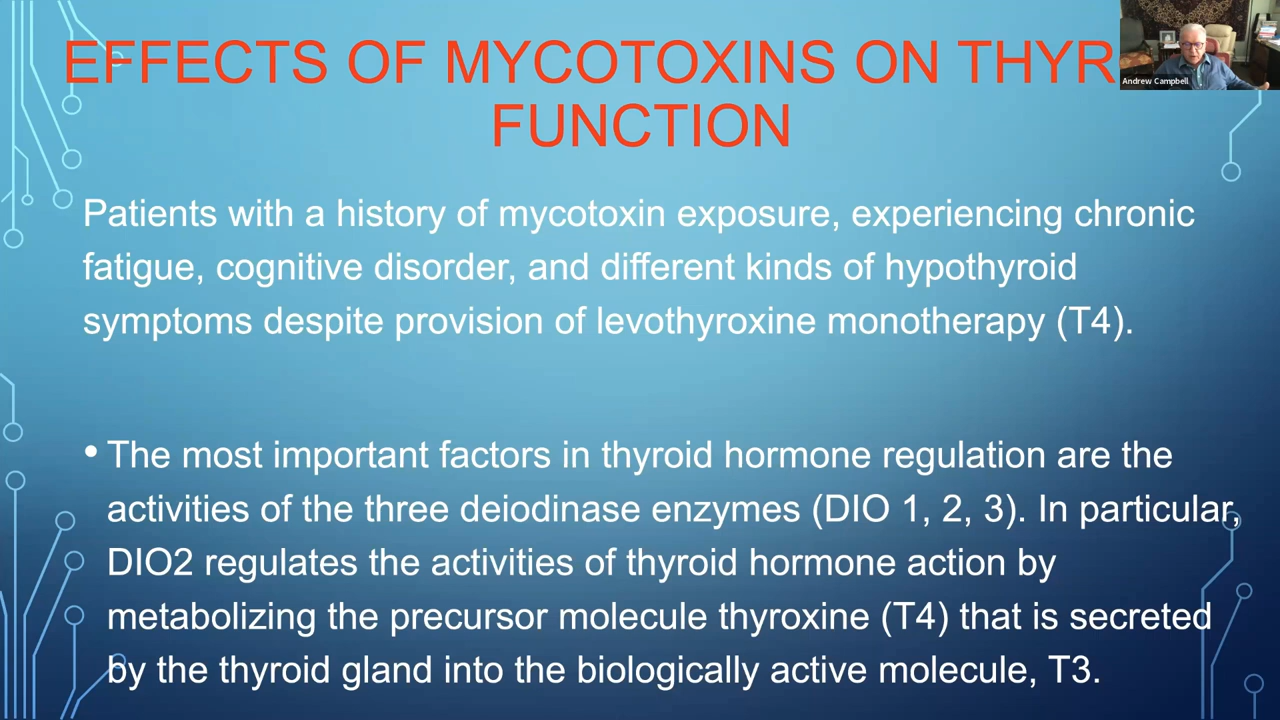 EFFECTS OF MYCOTOXINS ON THYR
FUNCTION
Andrew Campbell
Patients with a history of mycotoxin exposure, experiencing chronic
fatigue, cognitive disorder, and different kinds of hypothyroid
symptoms despite provision of levothyroxine monotherapy (T4).
• The most important factors in thyroid hormone regulation are the
activities of the three deiodinase enzymes (DIO 1, 2, 3). In particular,
DIO2 regulates the activities of thyroid hormone action by
metabolizing the precursor molecule thyroxine (T4) that is secreted
by the thyroid gland into the biologically active molecule, T3.